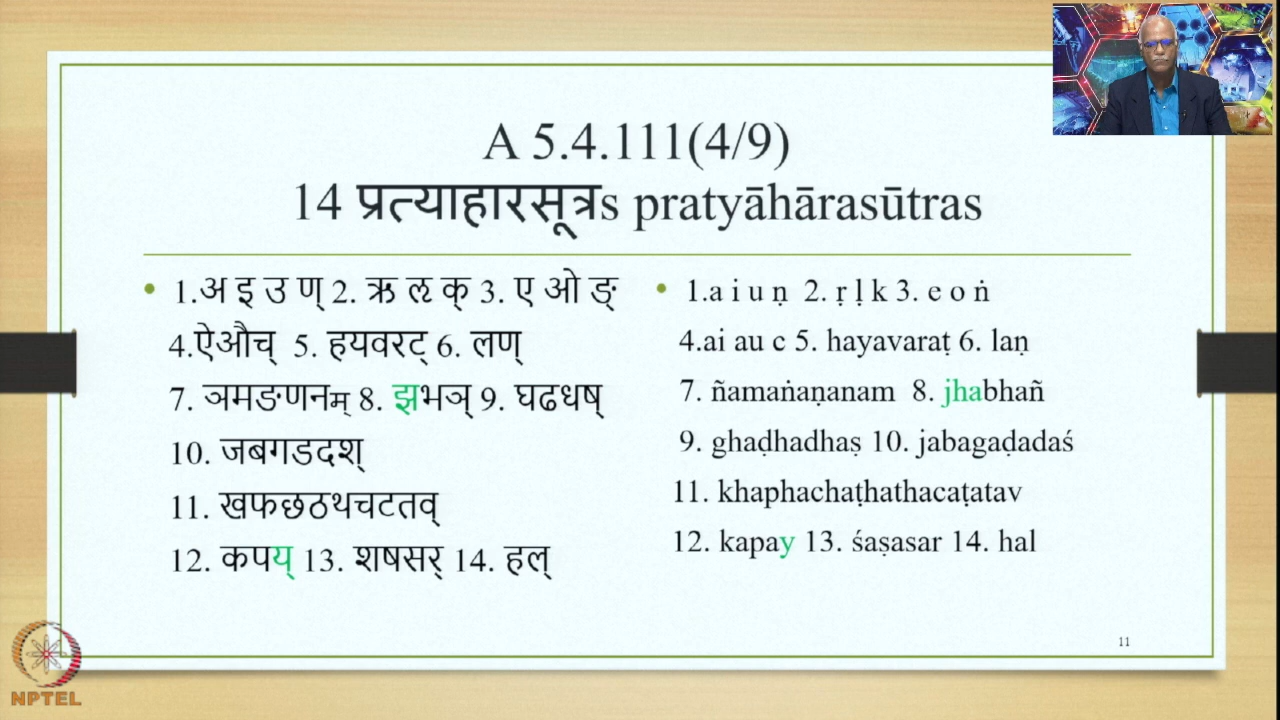 A 5.4.111(4/9)
14 प्रत्याहारसूत्रs pratyāhārasūtras
• 1.अ इ उ ण् 2. ऋ ऌ क् 3. ए ओ ङ्
4.ऐऔच् 5. हयवरट् 6. लण्
7. ञमङणनम् 8. झभञ् 9. घढधष्
10. जबगडदश्
11. खफछठथचटतव्
12. कपय् 13. शषसर् 14. हल्
• 1.a i u ṇ 2. ṛ ḷ k 3. e o ṅ
4.ai au c 5. hayavaraṭ 6. laṇ
7. ñamaṅaṇanam 8. jhabhañ
9. ghaḍhadhaṣ 10. jabagaḍadaś
11. khaphachaṭhathacaṭatav
12. kapay 13. śaṣasar 14. hal
11
NPTEL